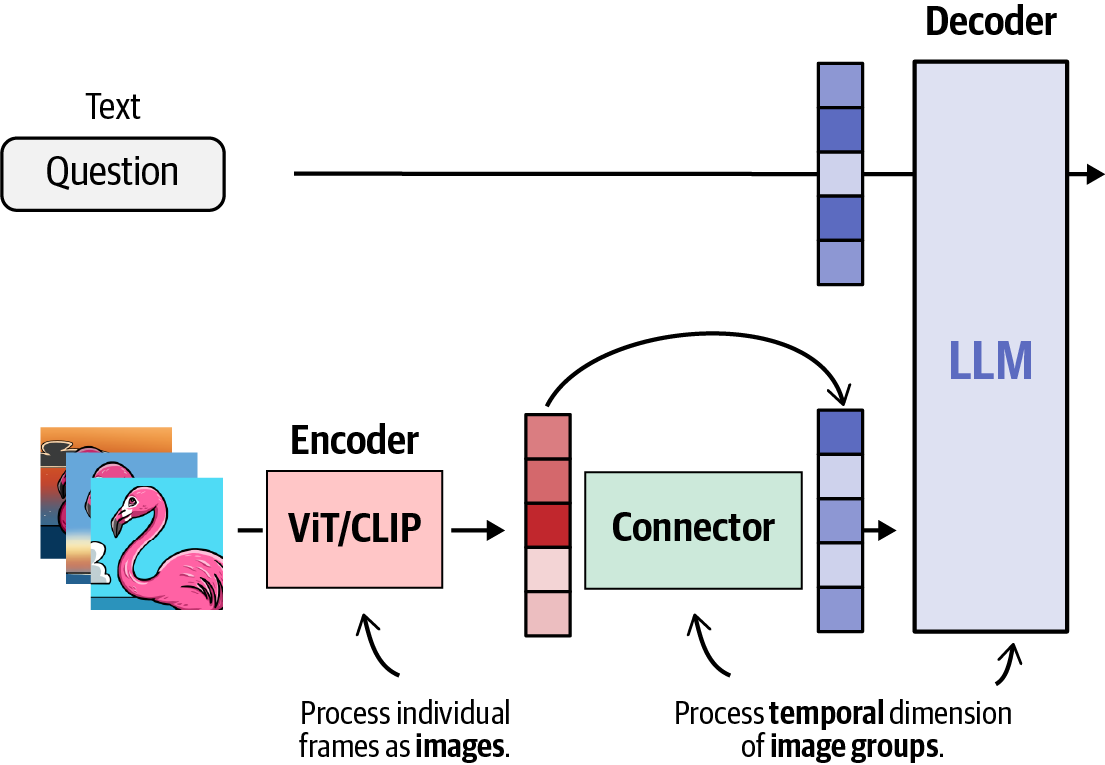 Decoder
Text
Question
LLM
Encoder
ViT/CLIP
Connector
Process individual
frames as images.
Process temporal dimension
of image groups.